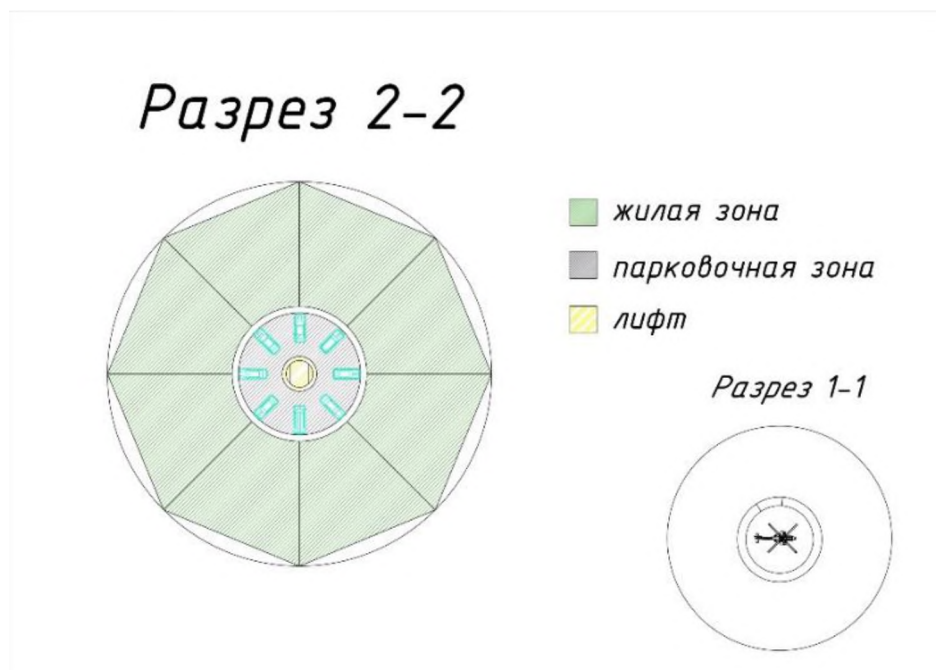 Разрез 2-2
жилая зона
парковочная зона
лифт
Разрез 1-1